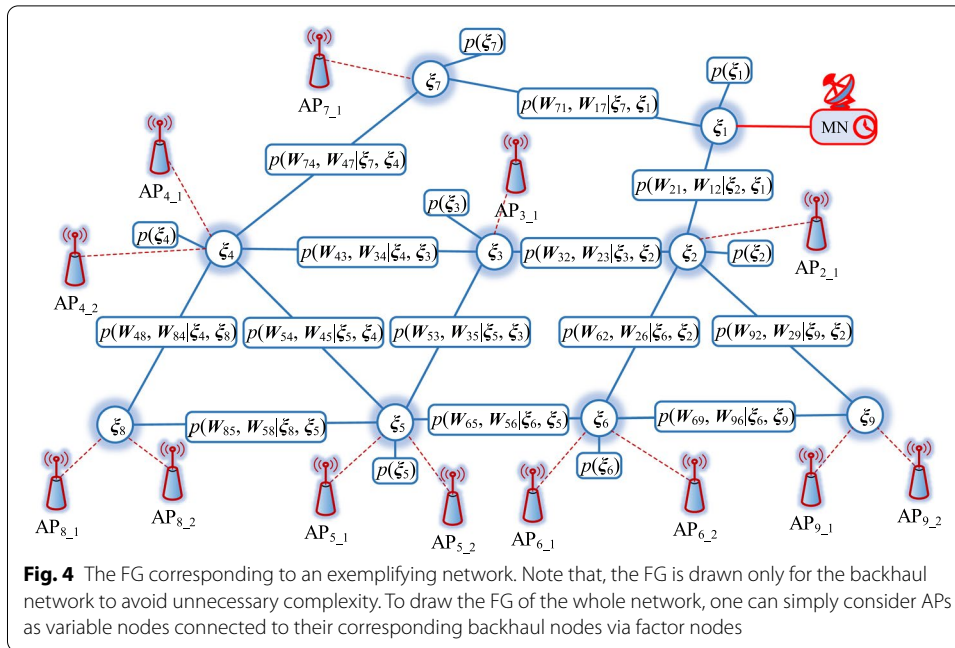 p(ξ₇)
p(ξ₁)
ξ₇
AP₇_₁
p(W₇₁, W₁₇|ξ₇, ξ₁)
ξ₁
MN
p(W₇₄, W₄₇|ξ₇, ξ₄)
AP₄_₁
p(W₂₁, W₁₂|ξ₂, ξ₁)
p(ξ₃)
AP₃_₁
p(ξ₄)
ξ₄
p(W₄₃, W₃₄|ξ₄, ξ₃)
ξ₃
p(W₃₂, W₂₃|ξ₃, ξ₂)
ξ₂
p(ξ₂)
AP₂_₁
AP₄_₂
p(W₄₈, W₈₄|ξ₄, ξ₈)
p(W₅₄, W₄₅|ξ₅, ξ₄)
p(W₅₃, W₃₅|ξ₅, ξ₃)
p(W₆₂, W₂₆|ξ₆, ξ₂)
p(W₉₂, W₂₉|ξ₉, ξ₂)
ξ₈
p(W₈₅, W₅₈|ξ₈, ξ₅)
ξ₅
p(W₆₅, W₅₆|ξ₆, ξ₅)
ξ₆
p(W₆₉, W₉₆|ξ₆, ξ₉)
ξ₉
p(ξ₅)
p(ξ₆)
AP₈_₁
AP₈_₂
AP₅_₁
AP₅_₂
AP₆_₁
AP₆_₂
AP₉_₁
AP₉_₂
Fig. 4 The FG corresponding to an exemplifying network. Note that, the FG is drawn only for the backhaul
network to avoid unnecessary complexity. To draw the FG of the whole network, one can simply consider APs
as variable nodes connected to their corresponding backhaul nodes via factor nodes